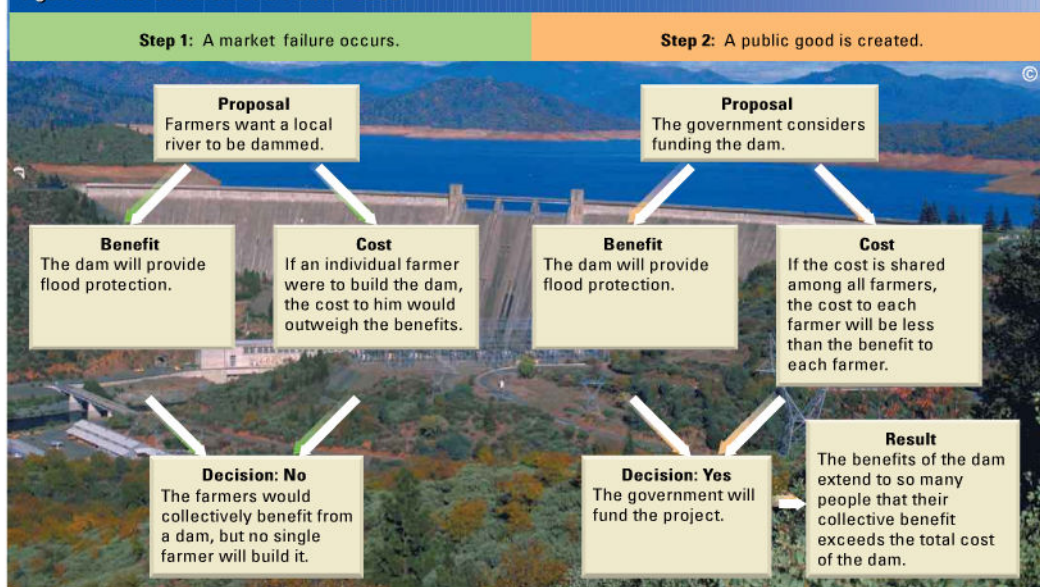 Step 1: A market failure occurs.
Step 2: A public good is created.
©
Proposal
Farmers want a local
river to be dammed.
Benefit
The dam will provide
flood protection.
Cost
If an individual farmer
were to build the dam,
the cost to him would
outweigh the benefits.
Decision: No
The farmers would
collectively benefit from
a dam, but no single
farmer will build it.
Proposal
The government considers
funding the dam.
Benefit
The dam will provide
flood protection.
Cost
If the cost is shared
among all farmers,
the cost to each
farmer will be less
than the benefit to
each farmer.
Decision: Yes
The government will
fund the project.
Result
The benefits of the dam
extend to so many
people that their
collective benefit
exceeds the total cost
of the dam.